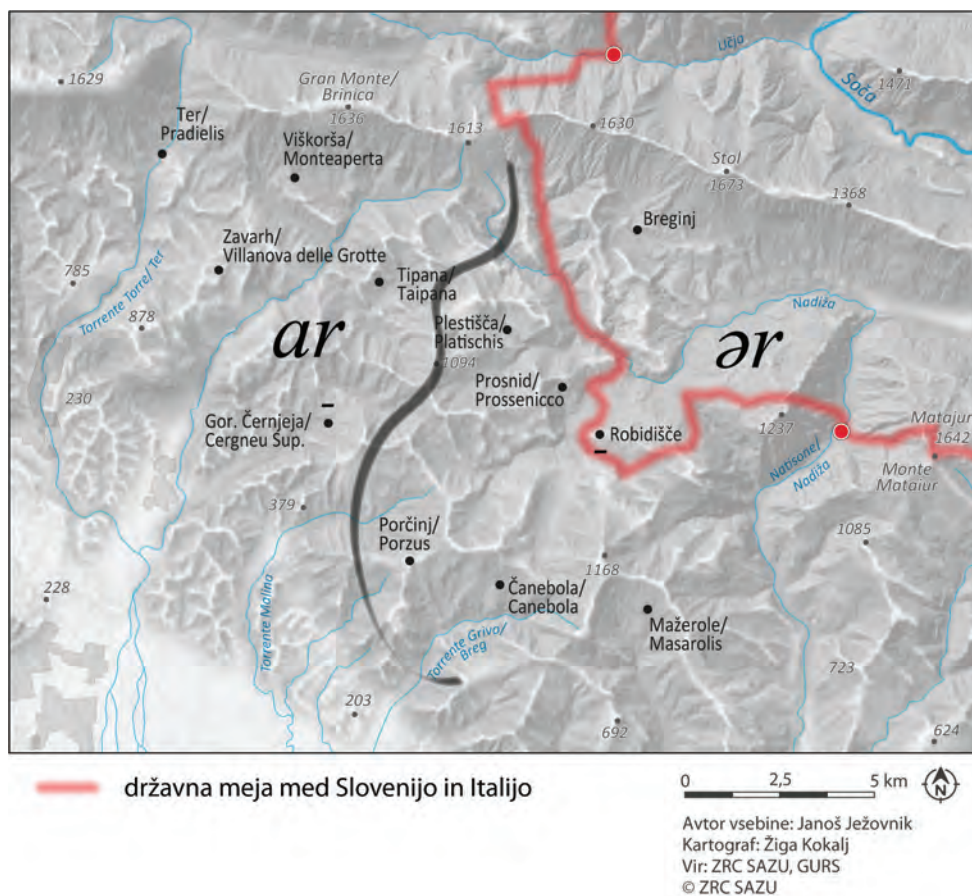 1629
Gran Monte/
Brinica
1636
Učja
Soča
1471
Ter/
Pradielis
Viškorša/
Monteaperta
1613
1630
Stol
1673
1368
Zavarh/
Villanova delle Grotte
Breginj
785
Torrente Torre/ Ter
878
Tipana/
Taipana
Nadiža
ar
Plestišča/
Platischis
ər
1094
Prosnid/
Prossenicco
230
Gor. Černjeja/
Cergneu Sup.
Robidišče
1237
Matajur
1642
Natisone/
Nadiža
Monte
Mataiur
379
Porčinj/
Porzus
1085
228
Torrente Malina
Čanebola/
Canebola
1168
Mažerole/
Masarolis
Torrente Grivo/
Breg
723
203
692
624
državna meja med Slovenijo in Italijo
0 2,5 5 km
N
Avtor vsebine: Janoš Ježovnik
Kartograf: Žiga Kokalj
Vir: ZRC SAZU, GURS
© ZRC SAZU